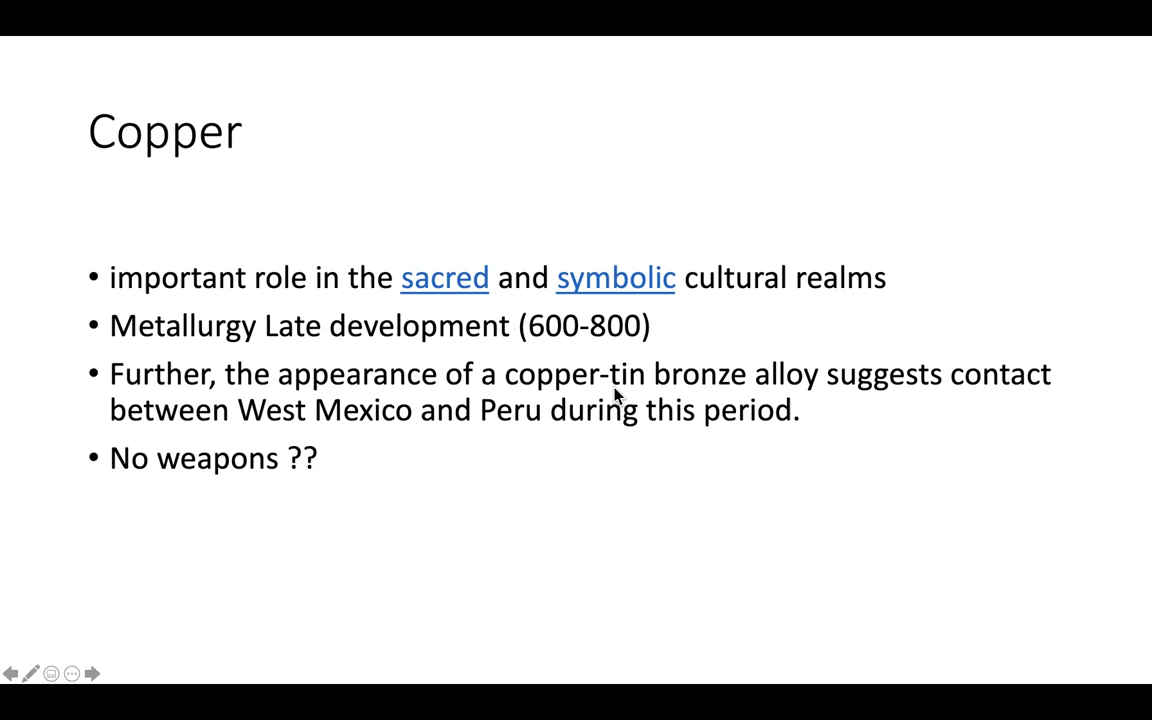 Copper
• important role in the sacred and symbolic cultural realms
• Metallurgy Late development (600-800)
• Further, the appearance of a copper-tin bronze alloy suggests contact
between West Mexico and Peru during this period.
• No weapons ??